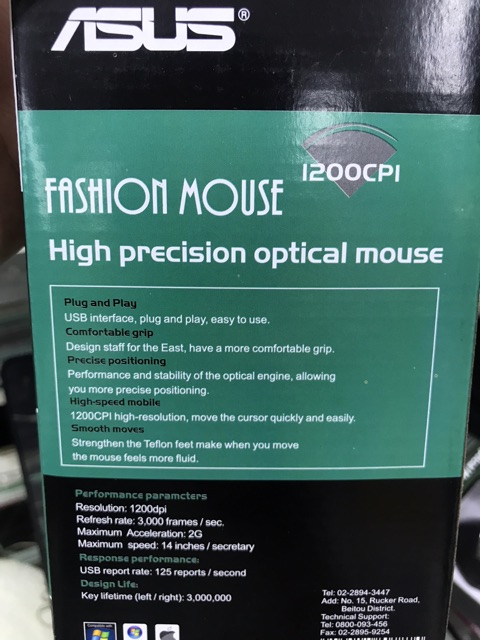 ASUS®
1200CPI
FASHION MOUSE
High precision optical mouse
Plug and Play
USB interface, plug and play, easy to use.
Comfortable grip
Design staff for the East, have a more comfortable grip.
Precise positioning
Performance and stability of the optical engine, allowing
you more precise positioning.
High-speed mobile
1200CPI high-resolution, move the cursor quickly and easily.
Smooth moves
Strengthen the Teflon feet make when you move
the mouse feels more fluid.
Performance paramcters
Resolution: 1200dpi
Refresh rate: 3,000 frames / sec.
Maximum Acceleration: 2G
Maximum speed: 14 inches / secretary
Response performance:
USB report rate: 125 reports / second
Design Life:
Key lifetime (left / right): 3,000,000
Tel: 02-2894-3447
Add: No. 15, Rucker Road,
Beitou District.
Technical Support:
Tel: 0800-093-456
Fax: 02-2895-9254